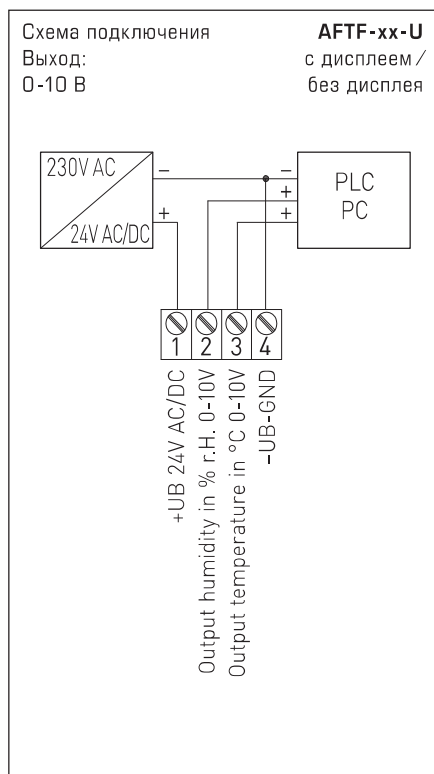 Схема подключения
Выход:
0-10 В
AFTF-xx-U
с дисплеем /
без дисплея
230V AC
24V AC/DC
–
+
–
+
+
PLC
PC
1 2 3 4
+UB 24V AC/DC
Output humidity in % r.H. 0-10V
Output temperature in °C 0-10V
-UB-GND